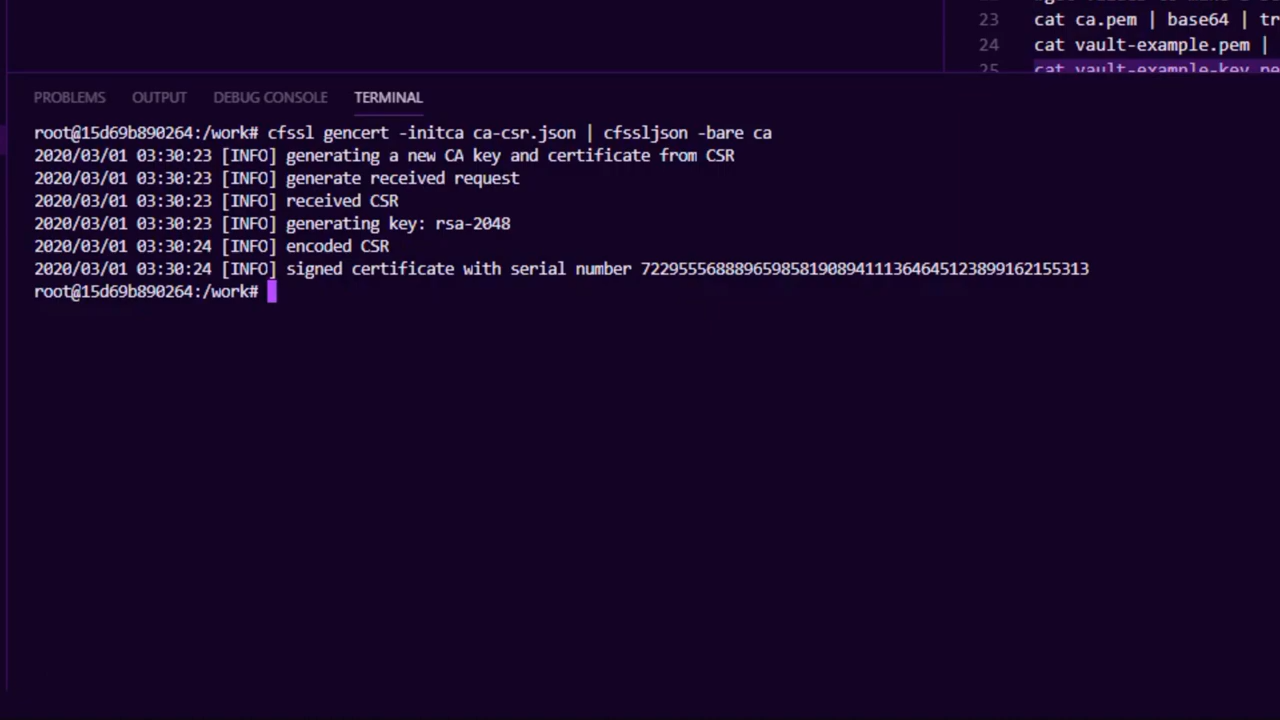 23 cat ca.pem | base64 | tr
24 cat vault-example.pem |
25 cat vault-example-key
PROBLEMS OUTPUT DEBUG CONSOLE TERMINAL
root@15d69b890264:/work# cfssl gencert -initca ca-csr.json | cfssljson -bare ca
2020/03/01 03:30:23 [INFO] generating a new CA key and certificate from CSR
2020/03/01 03:30:23 [INFO] generate received request
2020/03/01 03:30:23 [INFO] received CSR
2020/03/01 03:30:23 [INFO] generating key: rsa-2048
2020/03/01 03:30:24 [INFO] encoded CSR
2020/03/01 03:30:24 [INFO] signed certificate with serial number 722955568889659858190894111364645123899162155313
root@15d69b890264:/work#